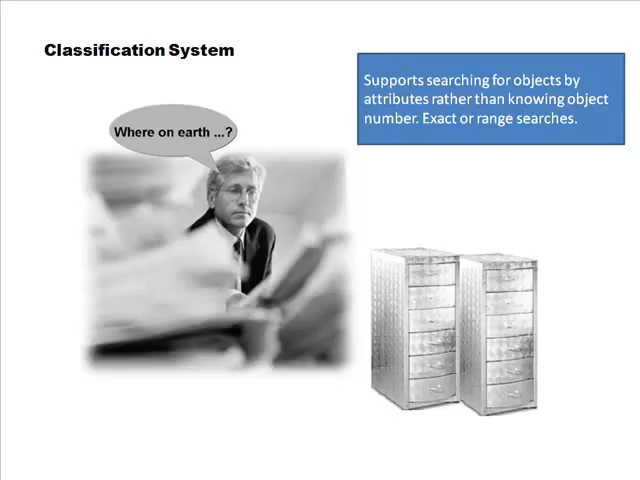 Classification System
Supports searching for objects by
attributes rather than knowing object
number. Exact or range searches.
Where on earth ...?